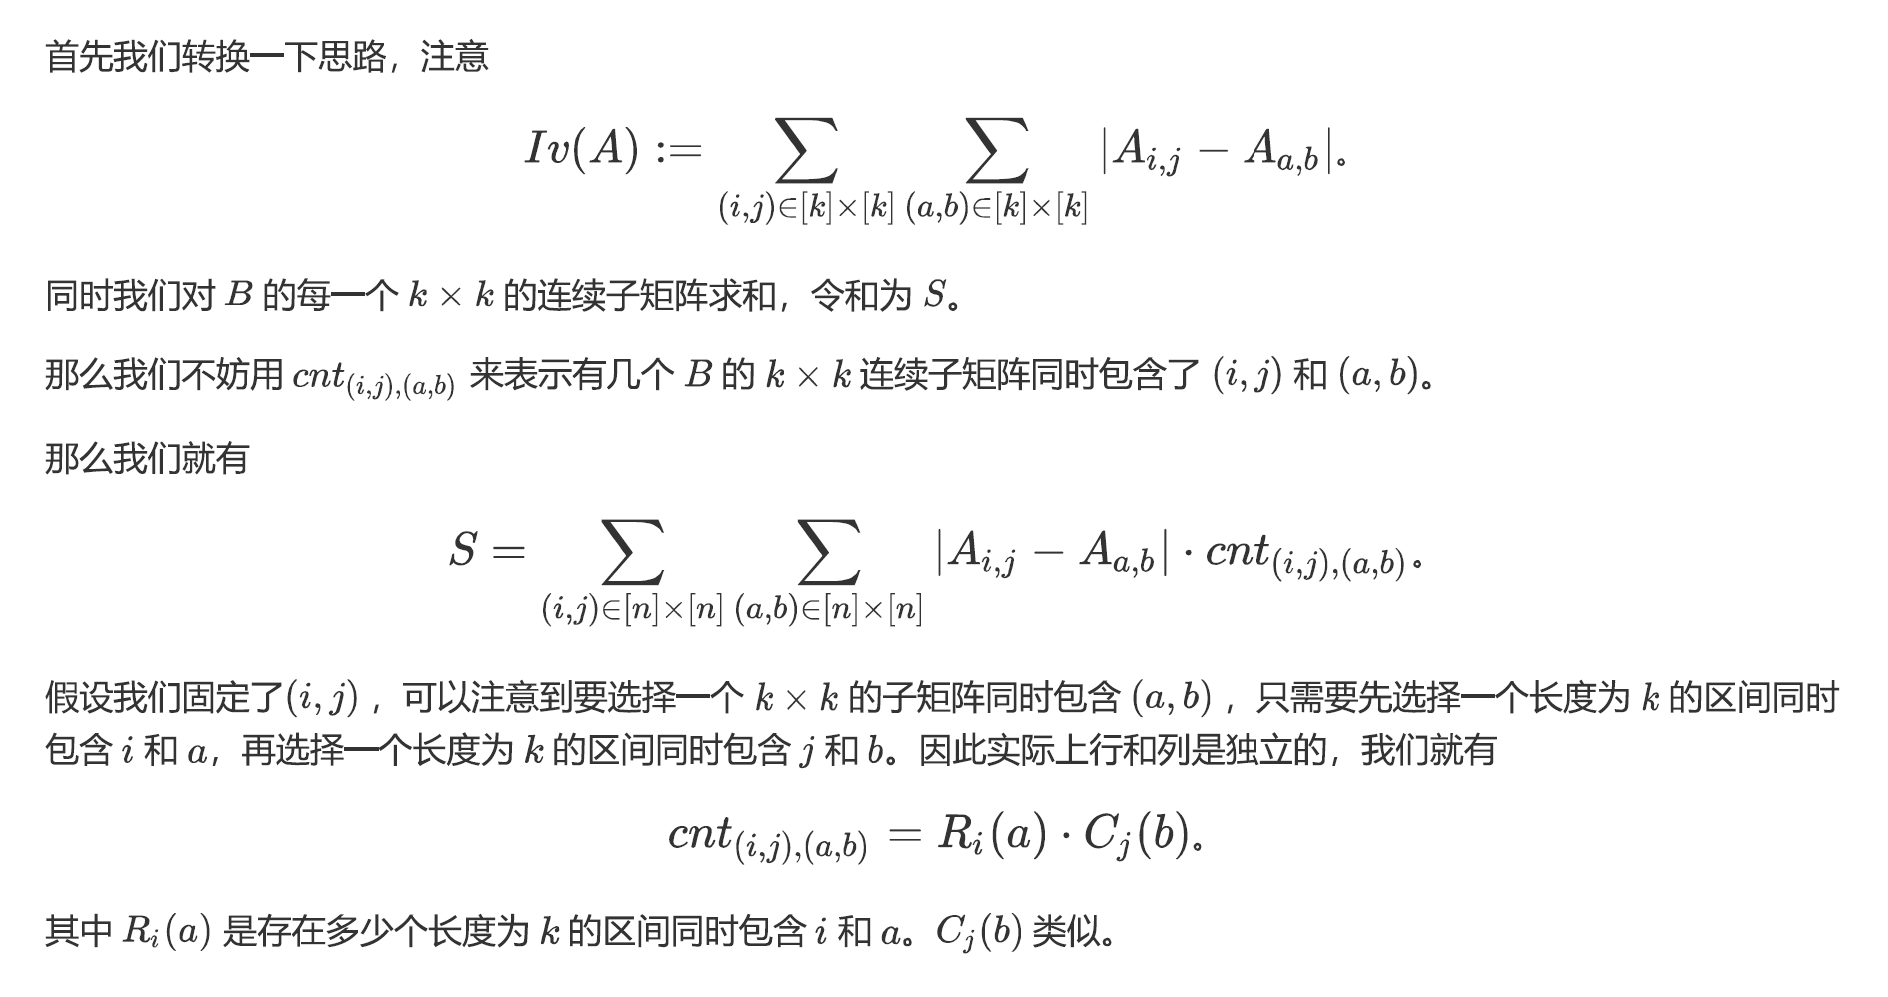 首先我们转换一下思路，注意
$$Iv(A) := \sum_{(i,j)\in[k]\times[k]} \sum_{(a,b)\in[k]\times[k]} |A_{i,j} - A_{a,b}|。$$
同时我们对 $B$ 的每一个 $k \times k$ 的连续子矩阵求和，令和为 $S$。
那么我们不妨用 $cnt_{(i,j),(a,b)}$ 来表示有几个 $B$ 的 $k \times k$ 连续子矩阵同时包含了 $(i,j)$ 和 $(a,b)$。
那么我们就有
$$S = \sum_{(i,j)\in[n]\times[n]} \sum_{(a,b)\in[n]\times[n]} |A_{i,j} - A_{a,b}| \cdot cnt_{(i,j),(a,b)}。$$
假设我们固定了$(i,j)$ ，可以注意到要选择一个 $k \times k$ 的子矩阵同时包含 $(a,b)$ ，只需要先选择一个长度为 $k$ 的区间同时
包含 $i$ 和 $a$，再选择一个长度为 $k$ 的区间同时包含 $j$ 和 $b$。因此实际上行和列是独立的，我们就有
$$cnt_{(i,j),(a,b)} = R_i(a) \cdot C_j(b)。$$
其中 $R_i(a)$ 是存在多少个长度为 $k$ 的区间同时包含 $i$ 和 $a$。$C_j(b)$ 类似。